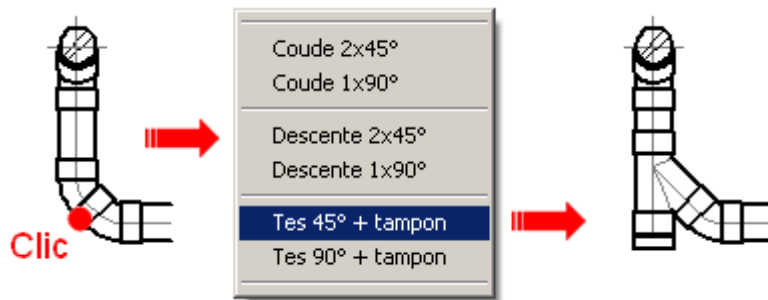 Coude 2x45°
Coude 1x90°
Descente 2x45°
Descente 1x90°
Tes 45° + tampon
Tes 90° + tampon
Clic